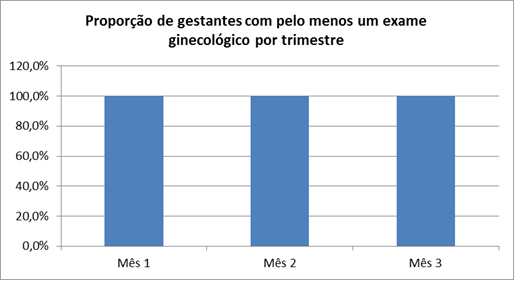 Proporção de gestantes com pelo menos um exame
ginecológico por trimestre
120,0%
100,0%
80,0%
60,0%
40,0%
20,0%
0,0%
Mês 1
Mês 2
Mês 3